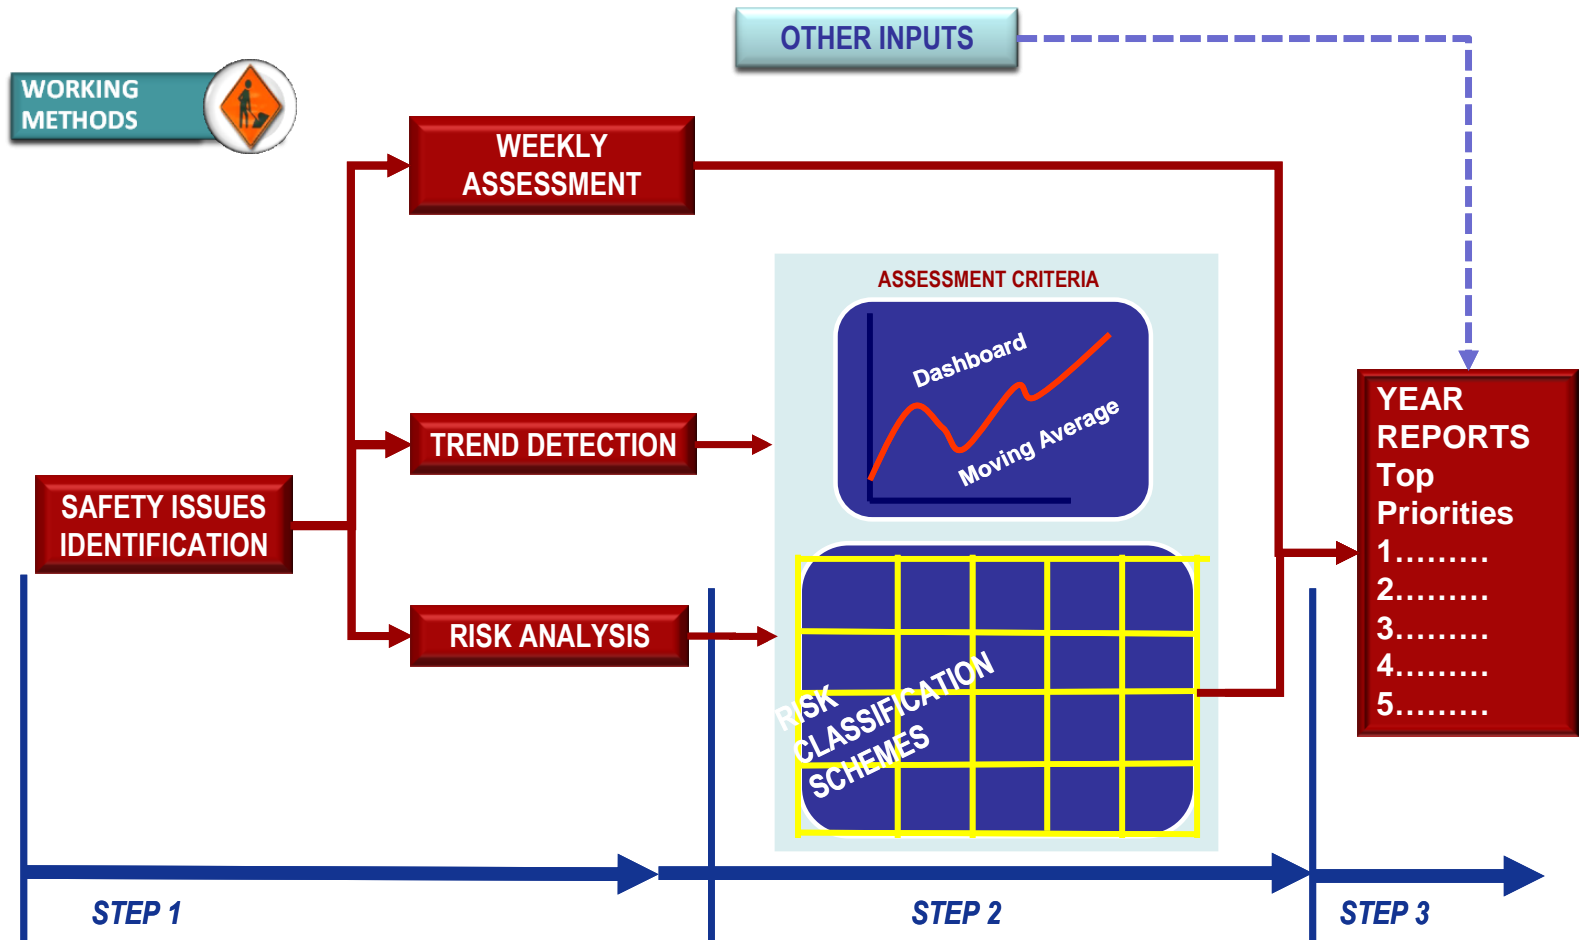 OTHER INPUTS
WORKING
METHODS
WEEKLY
ASSESSMENT
ASSESSMENT CRITERIA
Dashboard
Moving Average
TREND DETECTION
SAFETY ISSUES
IDENTIFICATION
RISK ANALYSIS
RISK
CLASSIFICATION
SCHEMES
YEAR
REPORTS
Top
Priorities
1.........
2.........
3.........
4.........
5.........
STEP 1
STEP 2
STEP 3